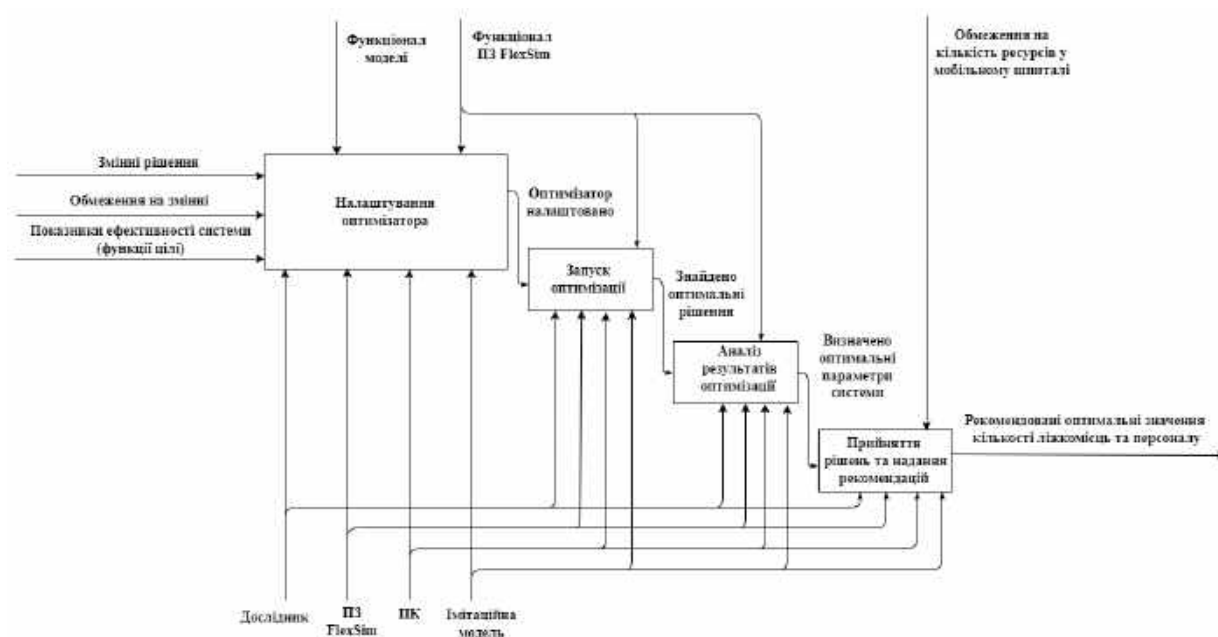 Функціонал
моделі
Функціонал
ПЗ FlexSim
Обмеження на
кількість ресурсів у
мобільному шпиталі
Змінні рішення
Обмеження на змінні
Показники ефективності системи
(функції цілі)
Налаштування
оптимізатора
Оптимізатор
налаштовано
Запуск
оптимізації
Знайдено
оптимальні
рішення
Аналіз
результатів
оптимізації
Визначено
оптимальні
параметри
системи
Прийняття
рішень та надання
рекомендацій
Рекомендовані оптимальні значення
кількості ліжкомісць та персоналу
Дослідник
ПЗ
FlexSim
ПК
Імітаційна
модель